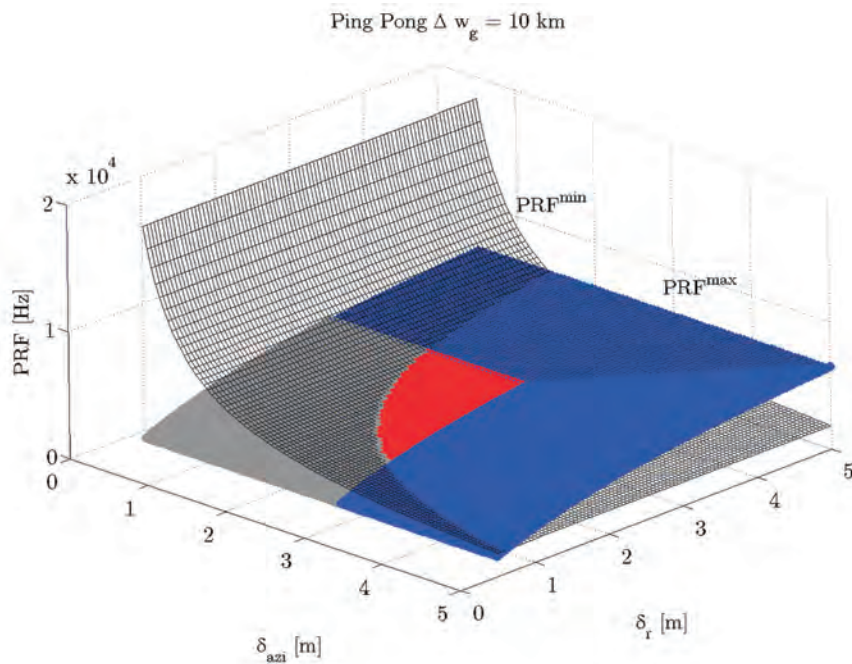 Ping Pong Δ w_g = 10 km
x 10^4
2
1
0
PRF [Hz]
PRF^min
PRF^max
0
1
2
3
4
5
δ_azi [m]
0
1
2
3
4
5
δ_r [m]